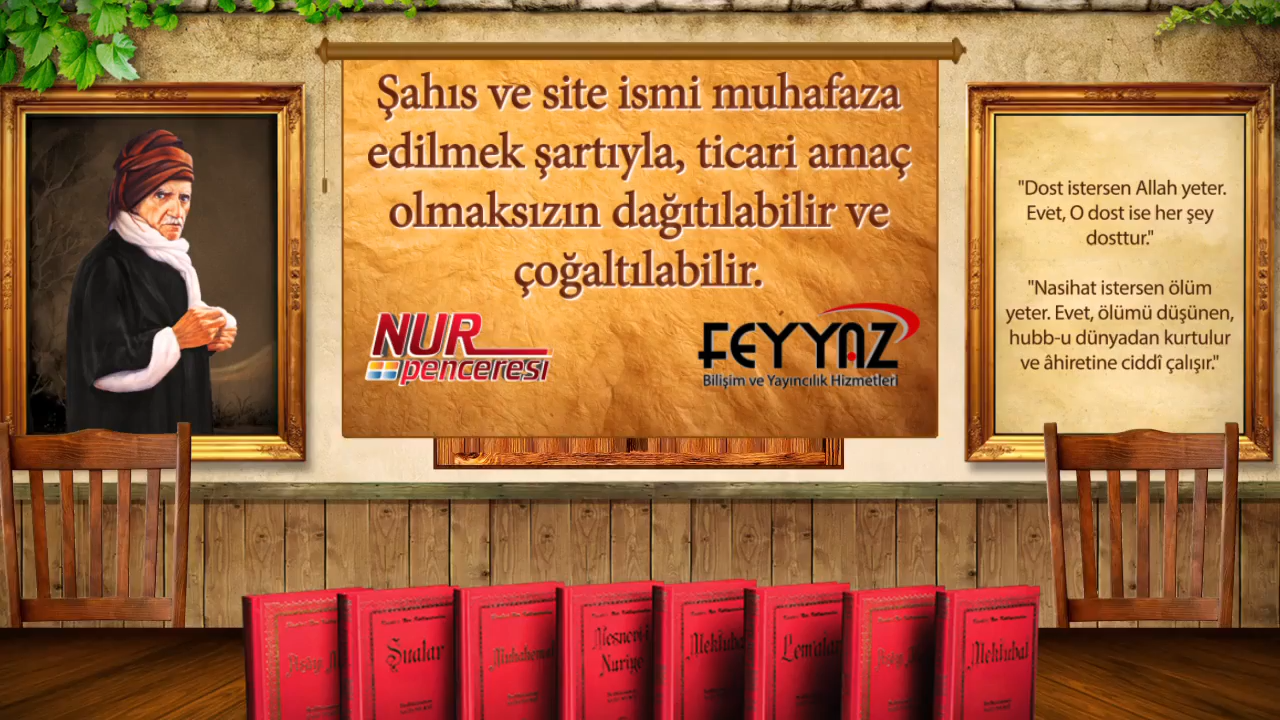 Şahıs ve site ismi muhafaza
edilmek şartıyla, ticari amaç
olmaksızın dağıtılabilir ve
çoğaltılabilir.
NUR
penceresi
FEYYAZ
Bilişim ve Yayıncılık Hizmetleri
"Dost istersen Allah yeter.
Evet, O dost ise her şey
dosttur."
"Nasihat istersen ölüm
yeter. Evet, ölümü düşünen,
hubb-u dünyadan kurtulur
ve âhiretine ciddî çalışır."
Şualar
Mesnevî-i
Nuriye
Mektubat
Lem'alar
Mektubat